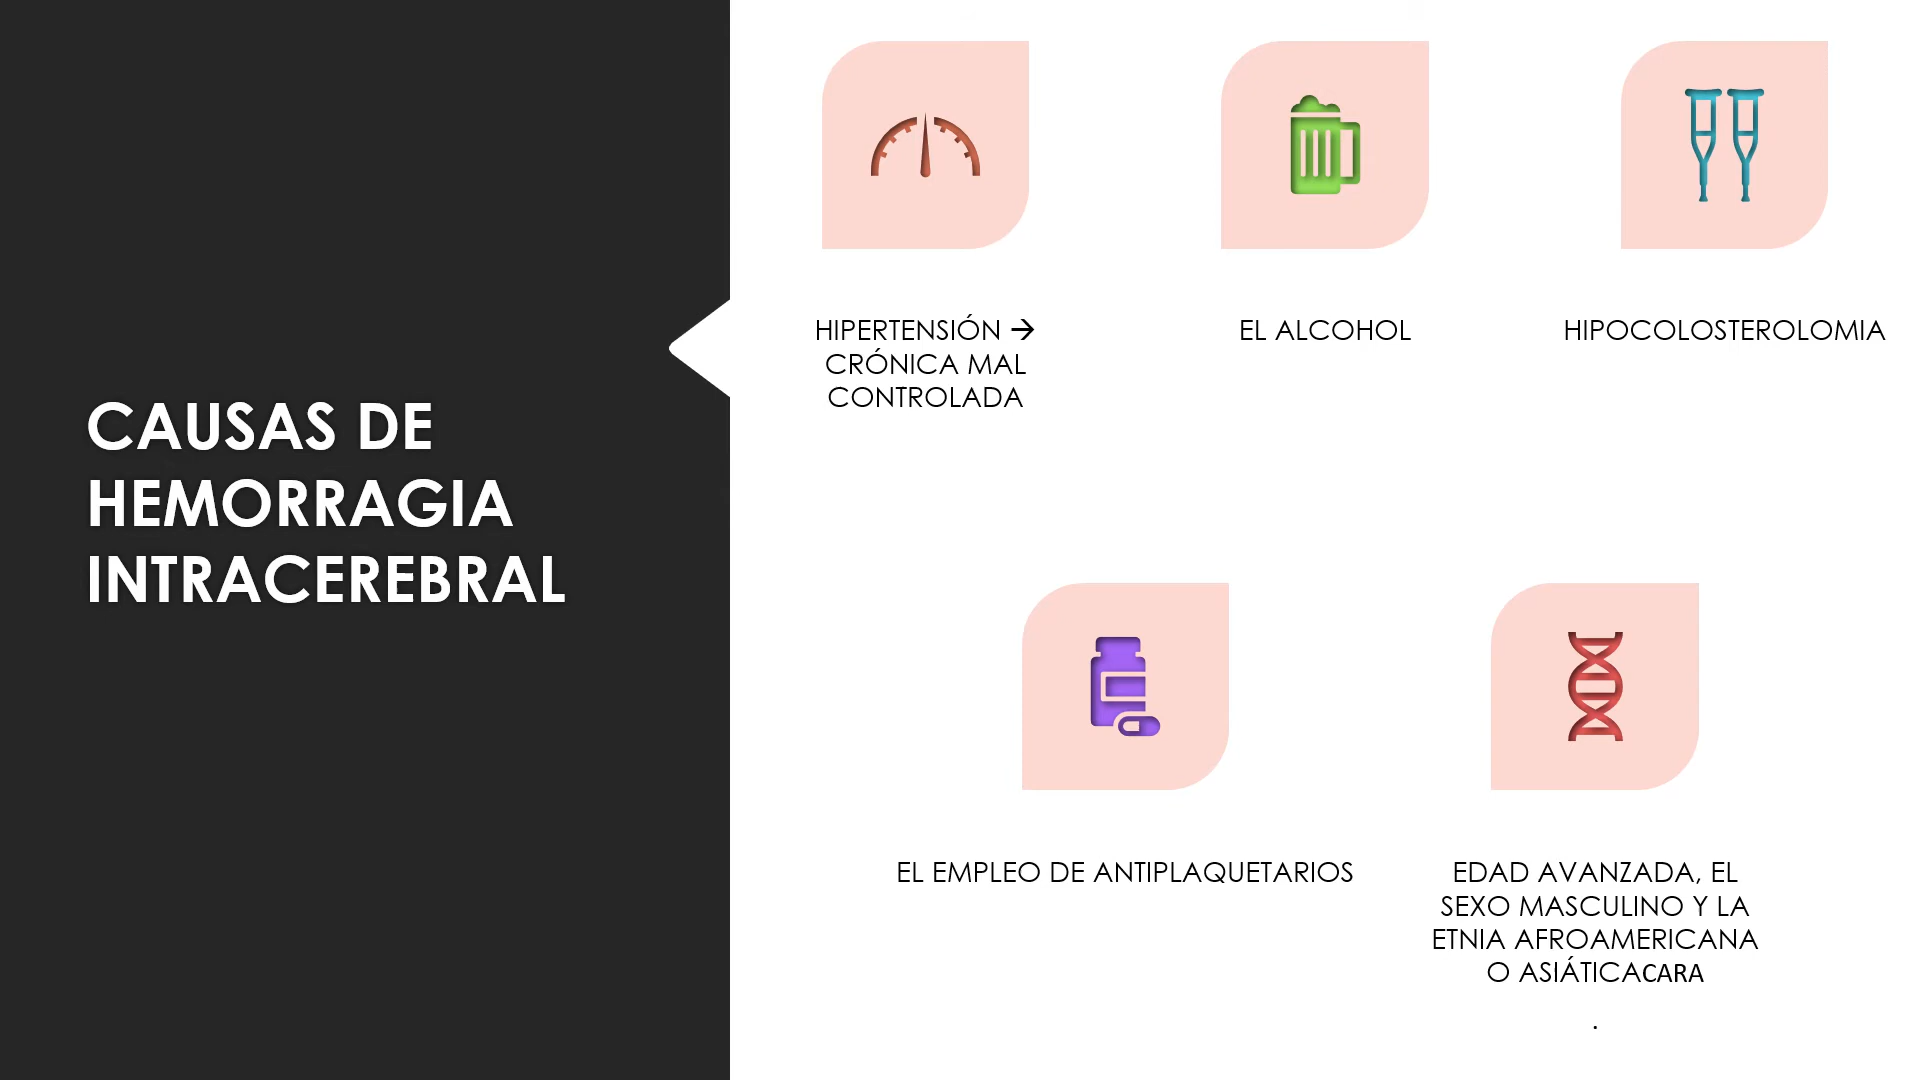 CAUSAS DE
HEMORRAGIA
INTRACEREBRAL
HIPERTENSIÓN →
CRÓNICA MAL
CONTROLADA
EL ALCOHOL
HIPOCOLOSTEROLOMIA
EL EMPLEO DE ANTIPLAQUETARIOS
EDAD AVANZADA, EL
SEXO MASCULINO Y LA
ETNIA AFROAMERICANA
O ASIÁTICACARA
.